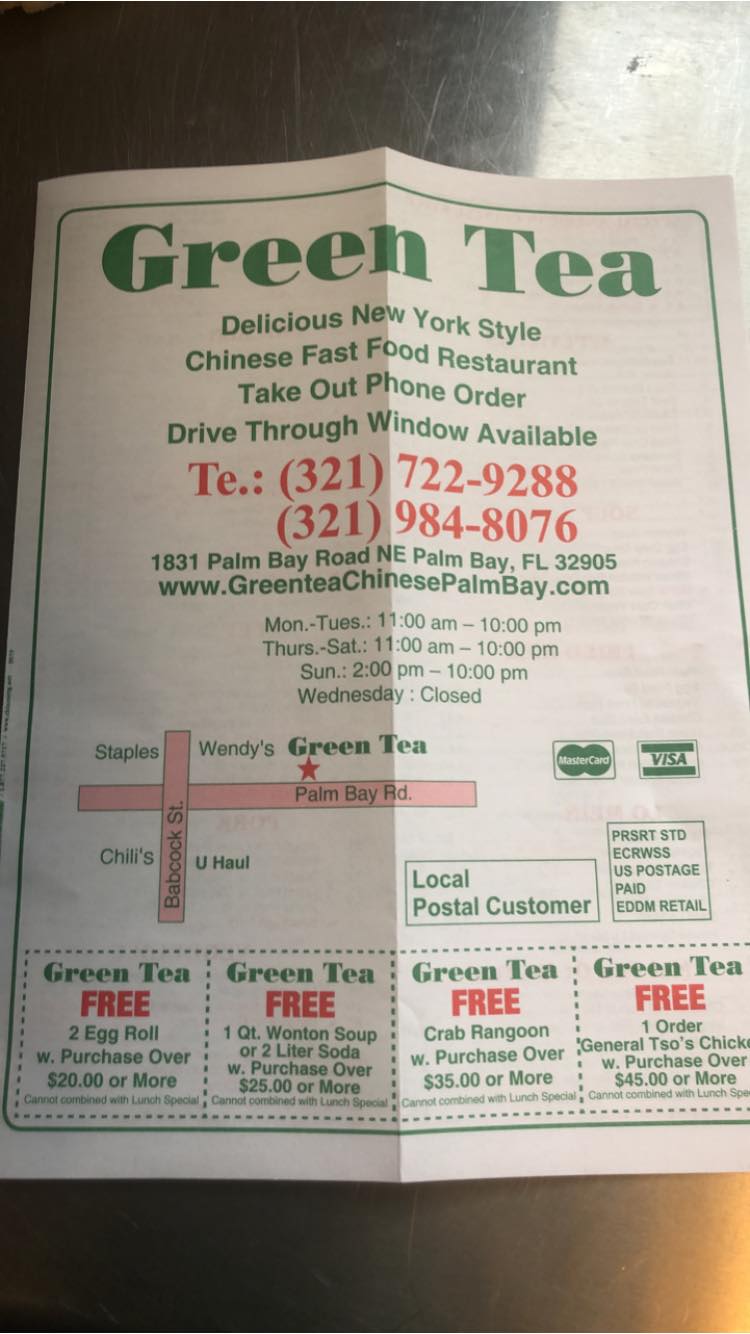 Green Tea
Delicious New York Style
Chinese Fast Food Restaurant
Take Out Phone Order
Drive Through Window Available
Te.: (321) 722-9288
(321) 984-8076
1831 Palm Bay Road NE Palm Bay, FL 32905
www.GreenteaChinesePalmBay.com
Mon.-Tues.: 11:00 am – 10:00 pm
Thurs.-Sat.: 11:00 am – 10:00 pm
Sun.: 2:00 pm – 10:00 pm
Wednesday : Closed
Staples
Wendy's
Green Tea
Palm Bay Rd.
Babcock St.
Chili's
U Haul
MasterCard
VISA
Local
Postal Customer
PRSRT STD
ECRWSS
US POSTAGE
PAID
EDDM RETAIL
Green Tea
FREE
2 Egg Roll
w. Purchase Over
$20.00 or More
Cannot combined with Lunch Special
Green Tea
FREE
1 Qt. Wonton Soup
or 2 Liter Soda
w. Purchase Over
$25.00 or More
Cannot combined with Lunch Special
Green Tea
FREE
Crab Rangoon
w. Purchase Over
$35.00 or More
Cannot combined with Lunch Special
Green Tea
FREE
1 Order
General Tso's Chicke
w. Purchase Over
$45.00 or More
Cannot combined with Lunch Spe